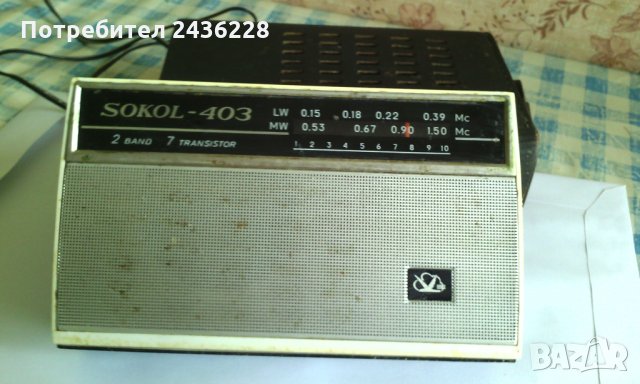 Потребител 2436228
SOKOL-403
LW 0.15 0.18 0.22 0.39 Mc
MW 0.53 0.67 0.90 1.50 Mc
2 BAND 7 TRANSISTOR
1 2 3 4 5 6 7 8 9 10
BAZAR